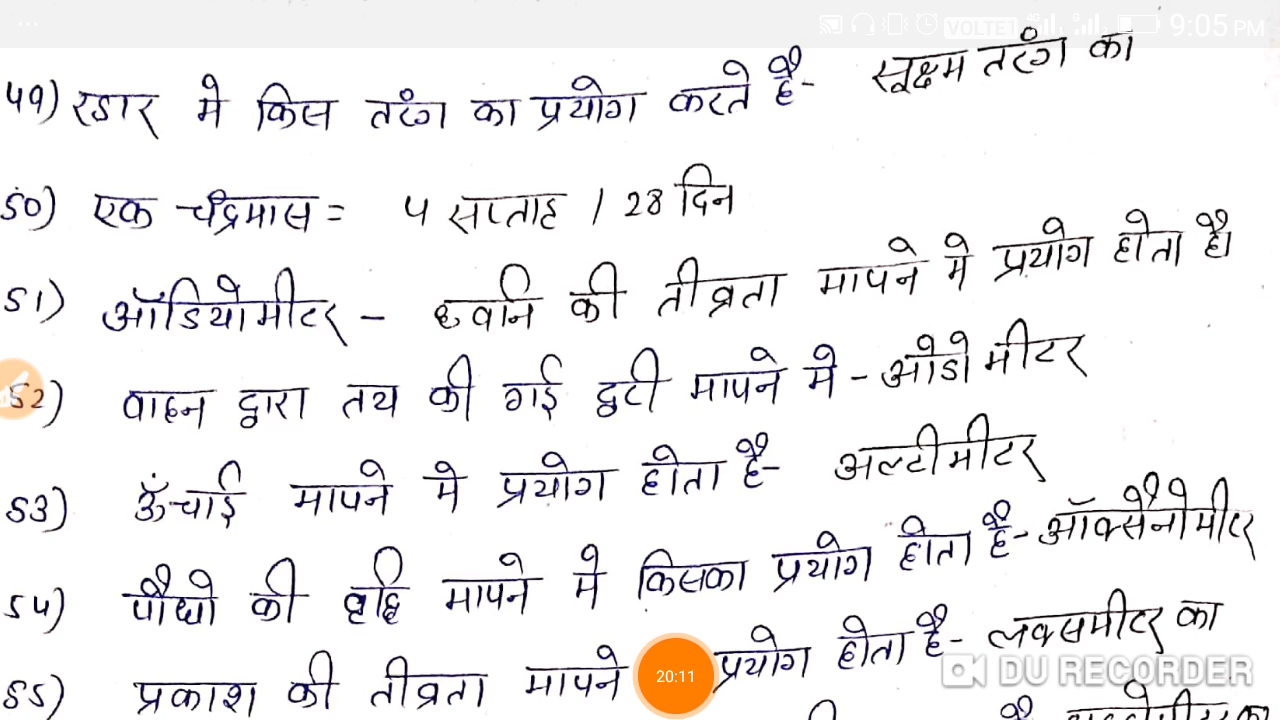 VOLTE 4G 9:05 PM
49) रडार मे किस तरंग का प्रयोग करते है- सूक्ष्म तरंग का
50) एक चंद्रमास = 4 सप्ताह / 28 दिन
51) ऑडियोमीटर - ध्वनि की तीव्रता मापने मे प्रयोग होता है।
52) वाहन द्वारा तय की गई दूरी मापने मे - ओडोमीटर
53) ऊँचाई मापने मे प्रयोग होता है- अल्टीमीटर
54) पौधो की वृद्धि मापने मे किसका प्रयोग होता है- ऑक्सैनोमीटर
55) प्रकाश की तीव्रता मापने प्रयोग होता है- लक्समीटर का
20:11
DU RECORDER